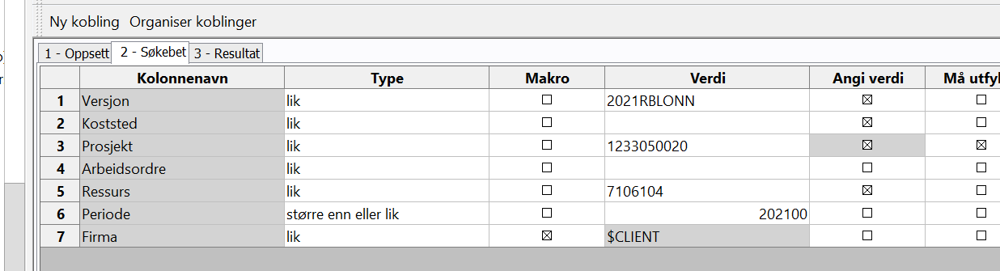 Ny kobling Organiser koblinger
1 - Oppsett 2 - Søkebet 3 - Resultat
Kolonnenavn Type Makro Verdi Angi verdi Må utfyl
1 Versjon lik 2021RBLONN
2 Koststed lik
3 Prosjekt lik 1233050020
4 Arbeidsordre lik
5 Ressurs lik 7106104
6 Periode større enn eller lik 202100
7 Firma lik $CLIENT